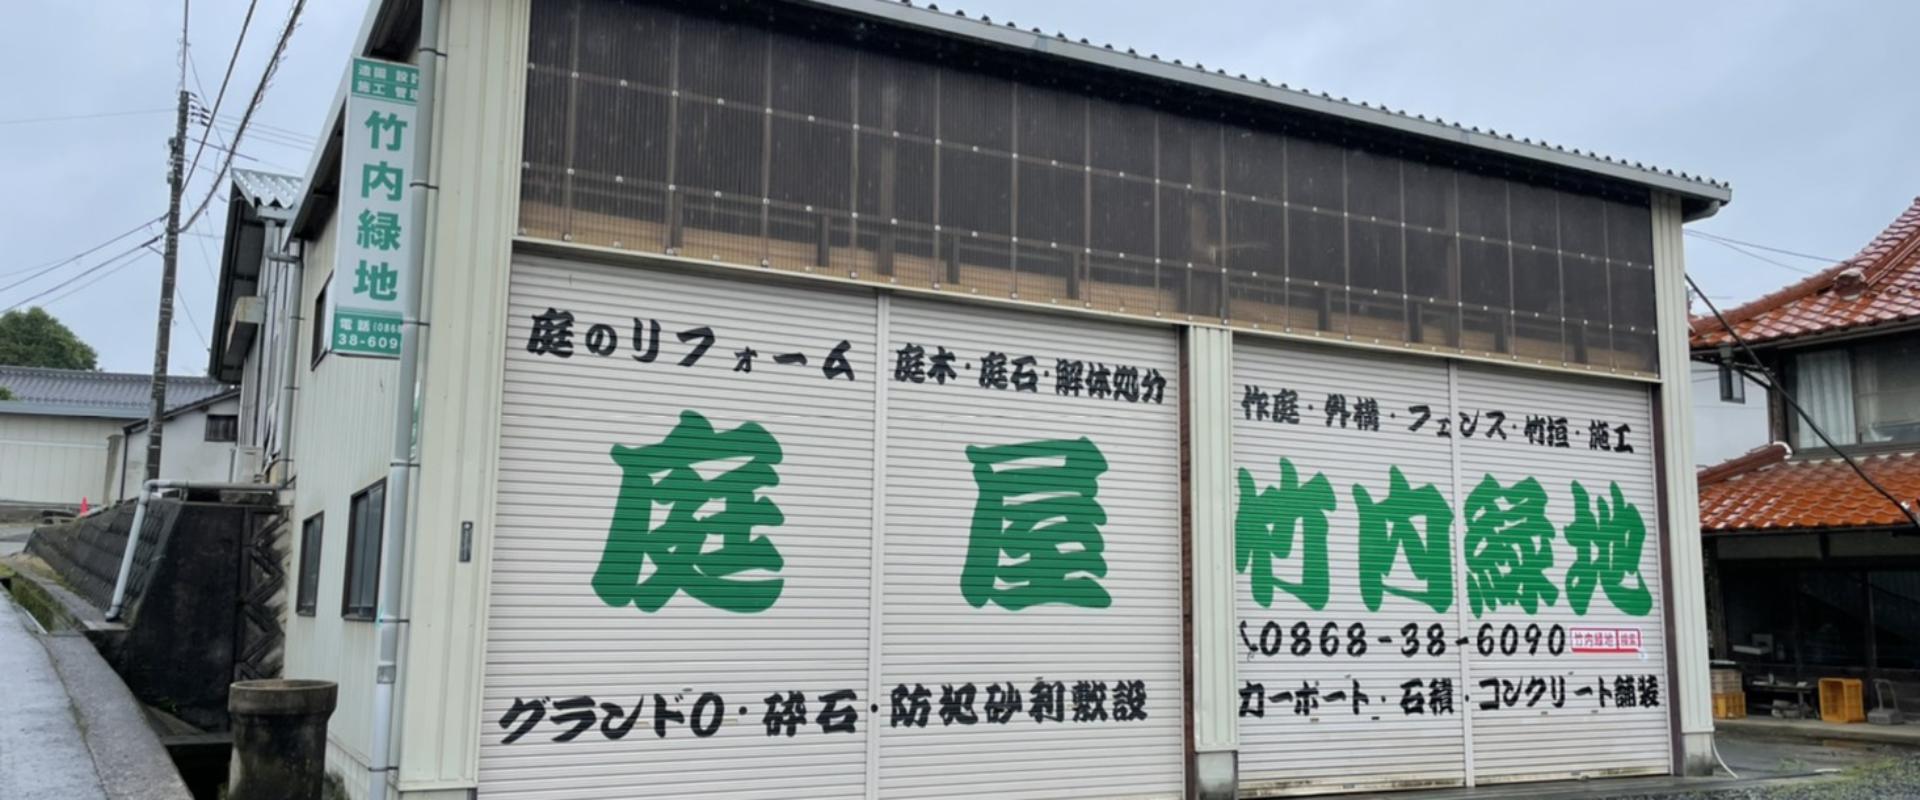 造園 設計
施工 管理
竹内緑地
電話(0868)
38-6090
庭のリフォーム
庭木・庭石・解体処分
庭屋
グランド0・砕石・防犯砂利敷設
作庭・外構・フェンス・竹垣・施工
竹内緑地
0868-38-6090
竹内緑地 検索
カーポート・石積・コンクリート舗装